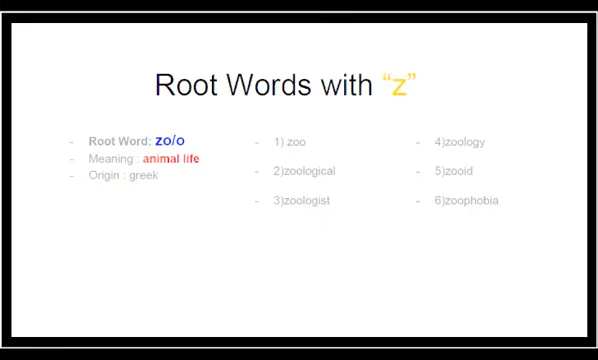 Root Words with “z”
- Root Word: zo/o
- Meaning : animal life
- Origin : greek
- 1) zoo
- 2)zoological
- 3)zoologist
- 4)zoology
- 5)zooid
- 6)zoophobia